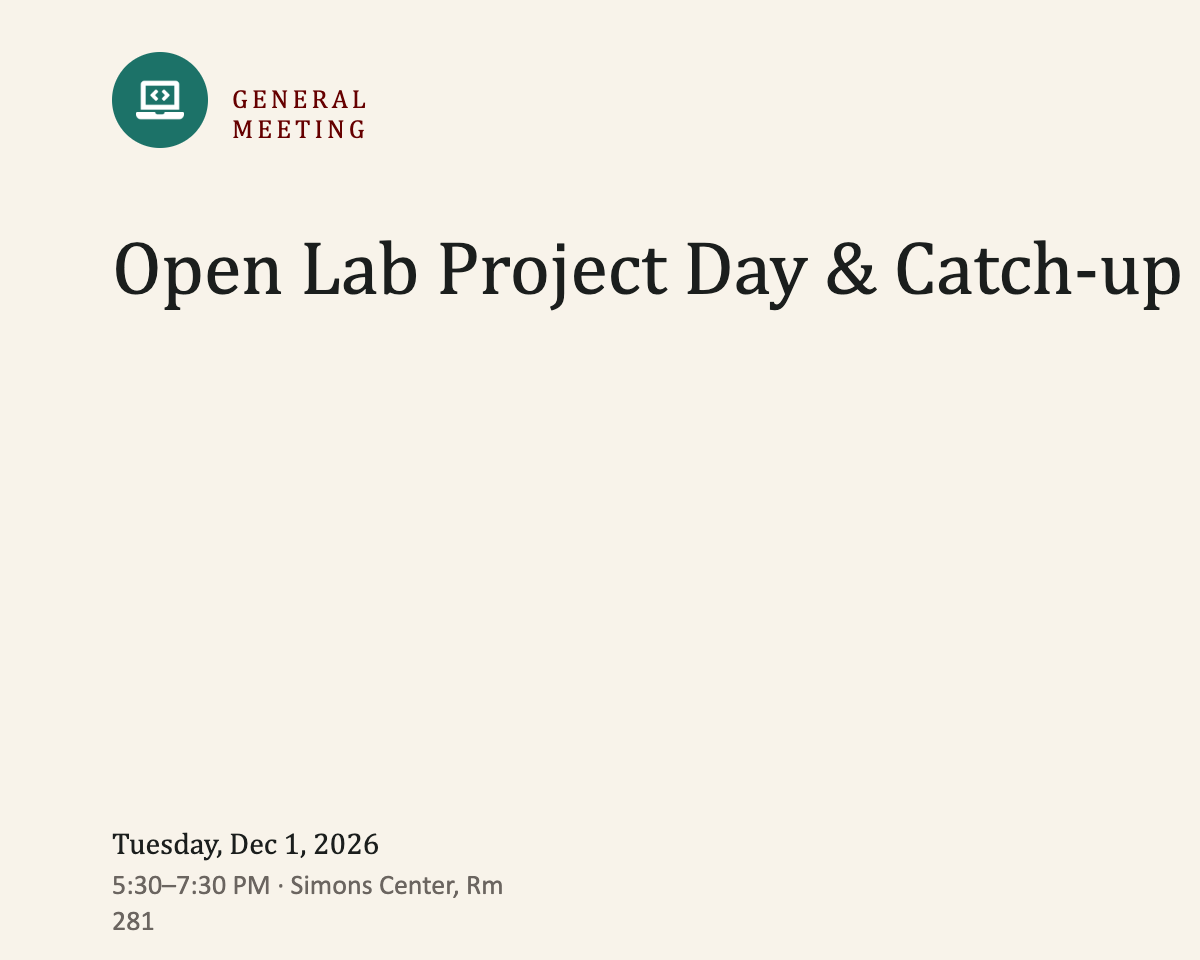 GENERAL
MEETING
Open Lab Project Day & Catch-up
Tuesday, Dec 1, 2026
5:30–7:30 PM · Simons Center, Rm
281